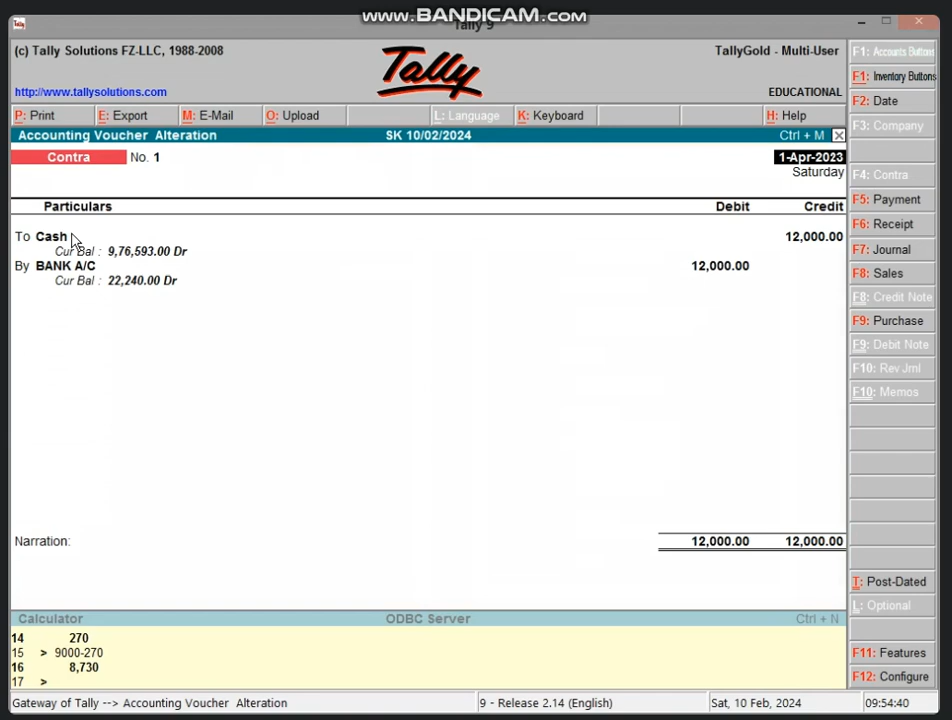 www.BANDICAM.com
Tally 9
(c) Tally Solutions FZ-LLC, 1988-2008
http://www.tallysolutions.com
Tally
TallyGold - Multi-User
EDUCATIONAL
P: Print
E: Export
M: E-Mail
O: Upload
L: Language
K: Keyboard
H: Help
Accounting Voucher Alteration
SK 10/02/2024
Ctrl + M
Contra
No. 1
1-Apr-2023
Saturday
Particulars
Debit
Credit
To Cash
12,000.00
Cur Bal : 9,76,593.00 Dr
By BANK A/C
12,000.00
Cur Bal : 22,240.00 Dr
Narration:
12,000.00
12,000.00
F1: Accounts Buttons
F1: Inventory Buttons
F2: Date
F3: Company
F4: Contra
F5: Payment
F6: Receipt
F7: Journal
F8: Sales
F8: Credit Note
F9: Purchase
F9: Debit Note
F10: Rev Jrnl
F10: Memos
T: Post-Dated
L: Optional
F11: Features
F12: Configure
Calculator
ODBC Server
Ctrl + N
14 270
15 > 9000-270
16 8,730
17 >
Gateway of Tally --> Accounting Voucher Alteration
9 - Release 2.14 (English)
Sat, 10 Feb, 2024
09:54:40